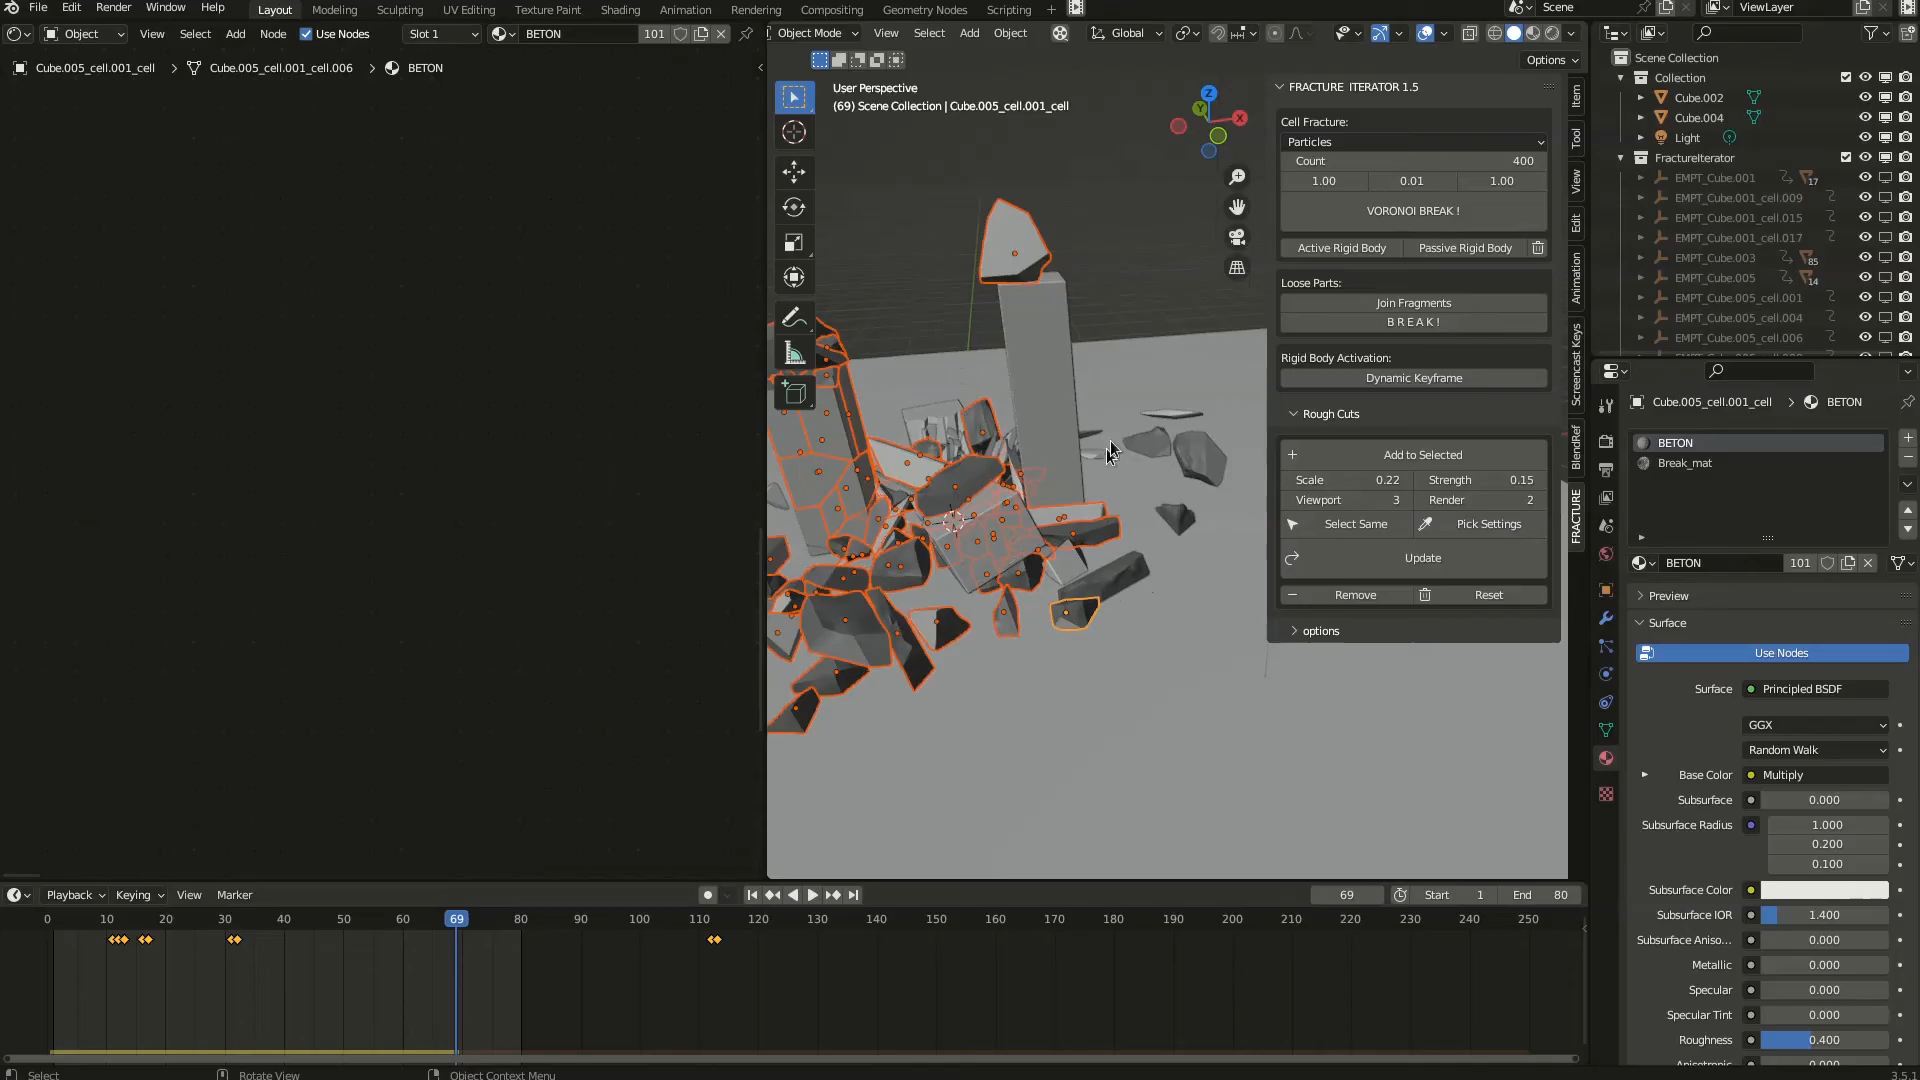 File Edit Render Window Help Layout Modeling Sculpting UV Editing Texture Paint Shading Animation Rendering Compositing Geometry Nodes Scripting + Scene ViewLayer
Object View Select Add Node Use Nodes Slot 1 BETON 101
Cube.005_cell.001_cell > Cube.005_cell.001_cell.006 > BETON
Object Mode View Select Add Object Global
Options
User Perspective
(69) Scene Collection | Cube.005_cell.001_cell
Z
Y
X
FRACTURE ITERATOR 1.5
Cell Fracture:
Particles
Count 400
1.00 0.01 1.00
VORONOI BREAK !
Active Rigid Body Passive Rigid Body
Loose Parts:
Join Fragments
B R E A K !
Rigid Body Activation:
Dynamic Keyframe
Rough Cuts
Add to Selected
Scale 0.22 Strength 0.15
Viewport 3 Render 2
Select Same Pick Settings
Update
Remove Reset
options
Item
Tool
View
Edit
Animation
Screencast Keys
BlendRef
FRACTURE
Scene Collection
Collection
Cube.002
Cube.004
Light
FractureIterator
EMPT_Cube.001 17
EMPT_Cube.001_cell.009
EMPT_Cube.001_cell.015
EMPT_Cube.001_cell.017
EMPT_Cube.003 85
EMPT_Cube.005 14
EMPT_Cube.005_cell.001
EMPT_Cube.005_cell.004
EMPT_Cube.005_cell.006
Cube.005_cell.001_cell > BETON
BETON
Break_mat
BETON 101
Preview
Surface
Use Nodes
Surface Principled BSDF
GGX
Random Walk
Base Color Multiply
Subsurface 0.000
Subsurface Radius 1.000
0.200
0.100
Subsurface Color
Subsurface IOR 1.400
Subsurface Aniso... 0.000
Metallic 0.000
Specular 0.000
Specular Tint 0.000
Roughness 0.400
Playback Keying View Marker 69 Start 1 End 80
0 10 20 30 40 50 60 69 80 90 100 110 120 130 140 150 160 170 180 190 200 210 220 230 240 250
Select Rotate View Object Context Menu 3.5.1